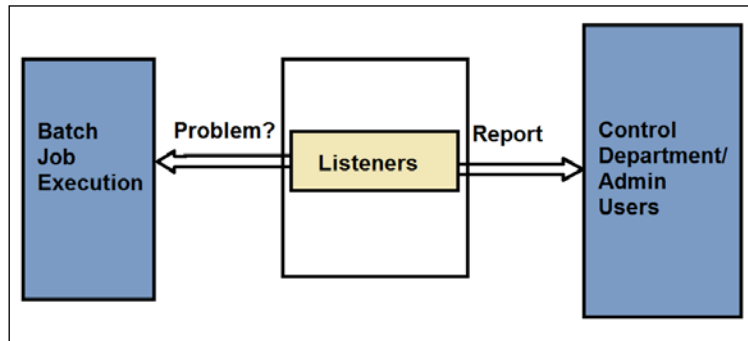 Batch
Job
Execution
Problem?
Listeners
Report
Control
Department/
Admin
Users